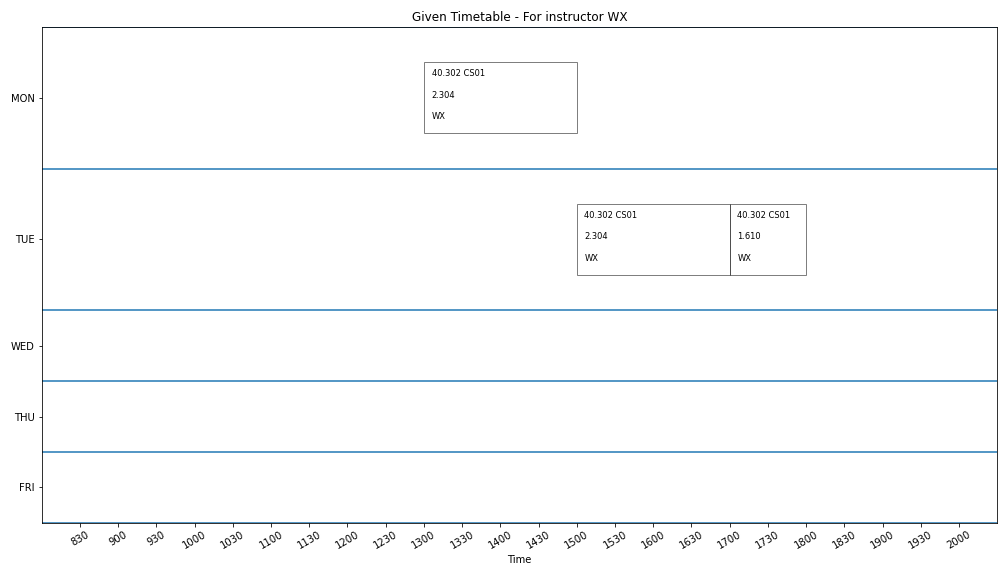 Given Timetable - For instructor WX
MON
40.302 CS01
2.304
WX
TUE
40.302 CS01
2.304
WX
40.302 CS01
1.610
WX
WED
THU
FRI
830 900 930 1000 1030 1100 1130 1200 1230 1300 1330 1400 1430 1500 1530 1600 1630 1700 1730 1800 1830 1900 1930 2000
Time